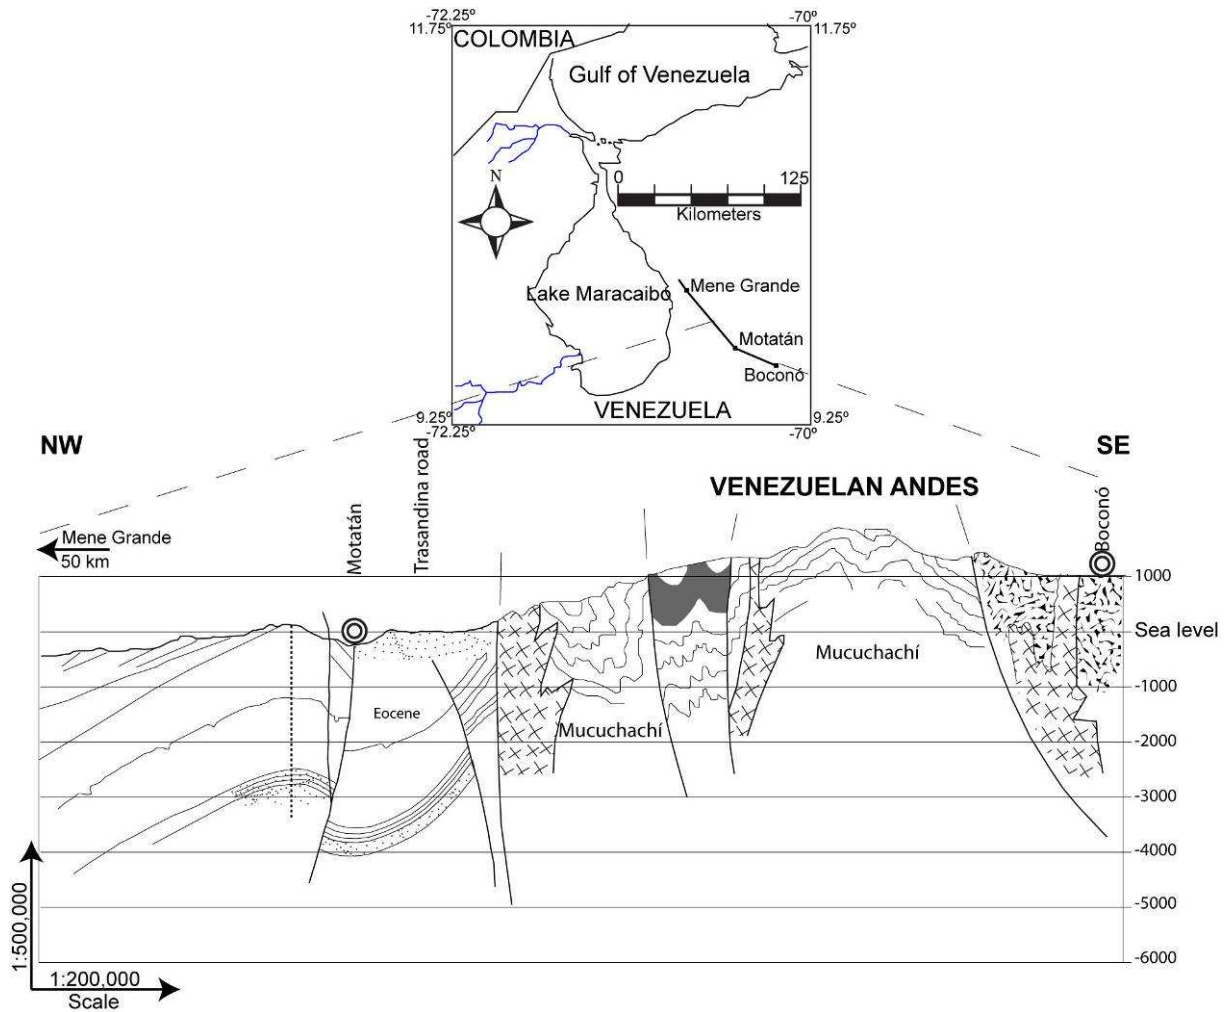 -72.25º
-70º
11.75º
11.75º
COLOMBIA
Gulf of Venezuela
N
0
125
Kilometers
Lake Maracaibo
Mene Grande
Motatán
Boconó
VENEZUELA
9.25º
9.25º
-72.25º
-70º
NW
SE
VENEZUELAN ANDES
Trasandina road
Motatán
Boconó
Mene Grande
50 km
1000
Sea level
Mucuchachí
-1000
Eocene
Mucuchachí
-2000
-3000
-4000
-5000
-6000
1:500,000
1:200,000
Scale